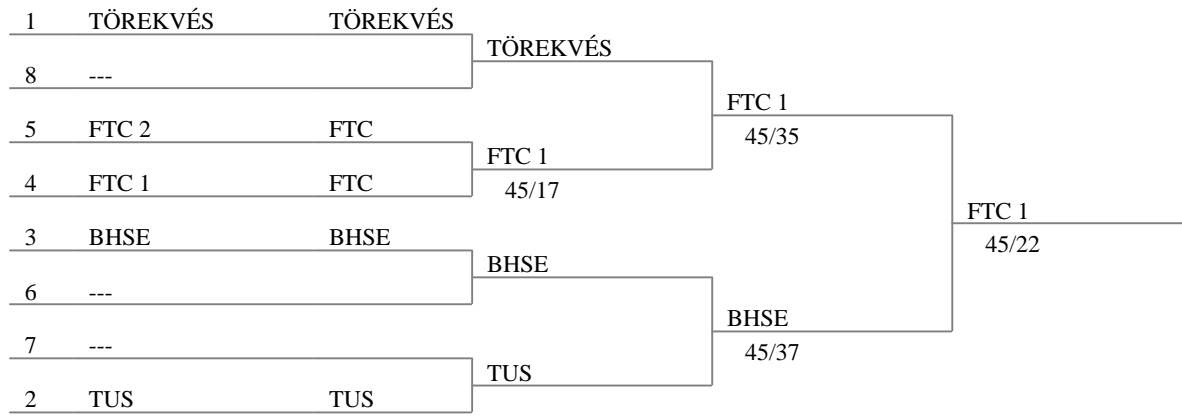 1 TÖREKVÉS TÖREKVÉS
TÖREKVÉS
8 ---
FTC 1
45/35
5 FTC 2 FTC
FTC 1
45/17
4 FTC 1 FTC
FTC 1
45/22
3 BHSE BHSE
BHSE
6 ---
BHSE
45/37
7 ---
TUS
2 TUS TUS